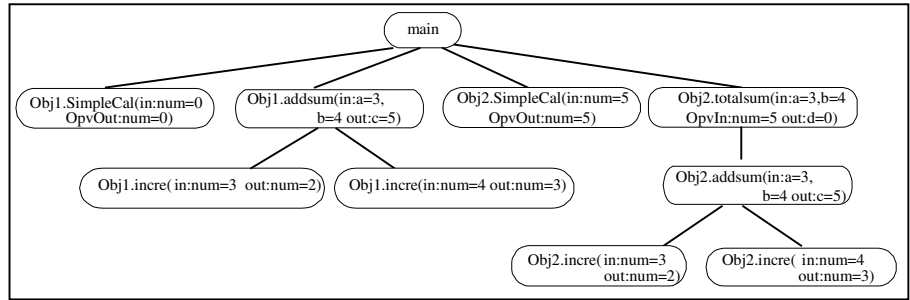 main
Obj1.SimpleCal(in:num=0
OpvOut:num=0)
Obj1.addsum(in:a=3,
b=4 out:c=5)
Obj2.SimpleCal(in:num=5
OpvOut:num=5)
Obj2.totalsum(in:a=3,b=4
OpvIn:num=5 out:d=0)
Obj1.incre( in:num=3 out:num=2)
Obj1.incre(in:num=4 out:num=3)
Obj2.addsum(in:a=3,
b=4 out:c=5)
Obj2.incre( in:num=3
out:num=2)
Obj2.incre( in:num=4
out:num=3)